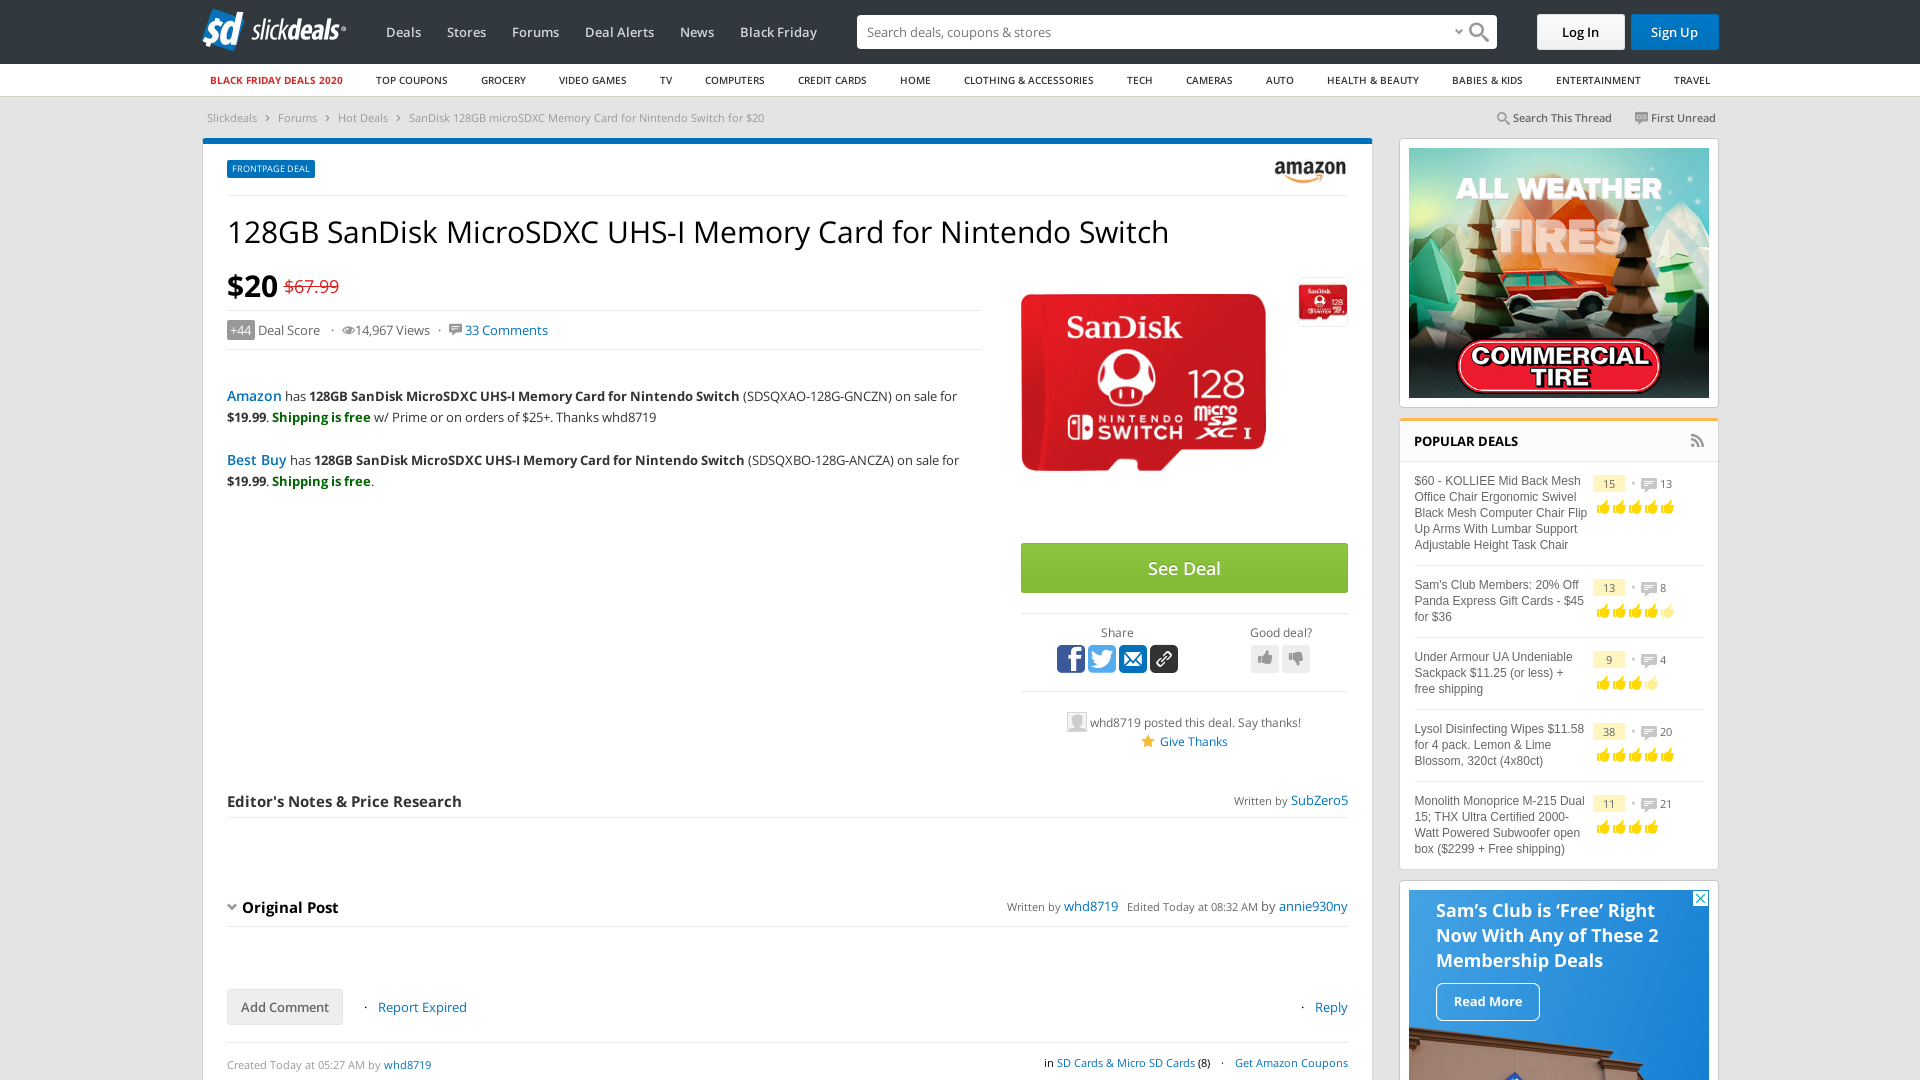 sd slickdeals
Deals
Stores
Forums
Deal Alerts
News
Black Friday
Search deals, coupons & stores
Log In
Sign Up
BLACK FRIDAY DEALS 2020
TOP COUPONS
GROCERY
VIDEO GAMES
TV
COMPUTERS
CREDIT CARDS
HOME
CLOTHING & ACCESSORIES
TECH
CAMERAS
AUTO
HEALTH & BEAUTY
BABIES & KIDS
ENTERTAINMENT
TRAVEL
Slickdeals › Forums › Hot Deals › SanDisk 128GB microSDXC Memory Card for Nintendo Switch for $20
Search This Thread
First Unread
FRONTPAGE DEAL
amazon
128GB SanDisk MicroSDXC UHS-I Memory Card for Nintendo Switch
$20 $67.99
+44 Deal Score · 14,967 Views · 33 Comments
Amazon has 128GB SanDisk MicroSDXC UHS-I Memory Card for Nintendo Switch (SDSQXAO-128G-GNCZN) on sale for
$19.99. Shipping is free w/ Prime or on orders of $25+. Thanks whd8719
Best Buy has 128GB SanDisk MicroSDXC UHS-I Memory Card for Nintendo Switch (SDSQXBO-128G-ANCZA) on sale for
$19.99. Shipping is free.
SanDisk
128
NINTENDO
SWITCH
micro
SD
XC I
SanDisk
128
See Deal
Share
Good deal?
whd8719 posted this deal. Say thanks!
Give Thanks
Editor's Notes & Price Research
Written by SubZero5
Original Post
Written by whd8719 Edited Today at 08:32 AM by annie930ny
Add Comment
· Report Expired
· Reply
Created Today at 05:27 AM by whd8719
in SD Cards & Micro SD Cards (8) · Get Amazon Coupons
ALL WEATHER
TIRES
COMMERCIAL
TIRE
POPULAR DEALS
$60 - KOLLIEE Mid Back Mesh
Office Chair Ergonomic Swivel
Black Mesh Computer Chair Flip
Up Arms With Lumbar Support
Adjustable Height Task Chair
15 • 13
Sam's Club Members: 20% Off
Panda Express Gift Cards - $45
for $36
13 • 8
Under Armour UA Undeniable
Sackpack $11.25 (or less) +
free shipping
9 • 4
Lysol Disinfecting Wipes $11.58
for 4 pack. Lemon & Lime
Blossom, 320ct (4x80ct)
38 • 20
Monolith Monoprice M-215 Dual
15; THX Ultra Certified 2000-
Watt Powered Subwoofer open
box ($2299 + Free shipping)
11 • 21
Sam's Club is 'Free' Right
Now With Any of These 2
Membership Deals
Read More